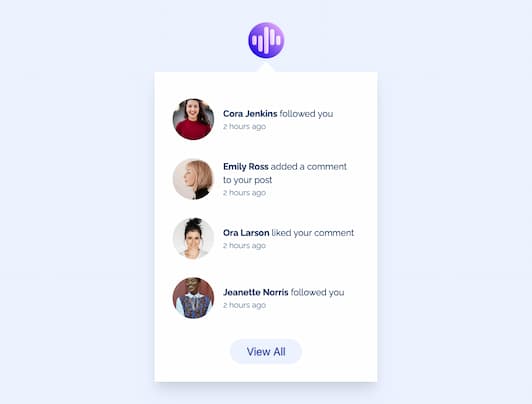 Cora Jenkins followed you
2 hours ago
Emily Ross added a comment
to your post
2 hours ago
Ora Larson liked your comment
2 hours ago
Jeanette Norris followed you
2 hours ago
View All